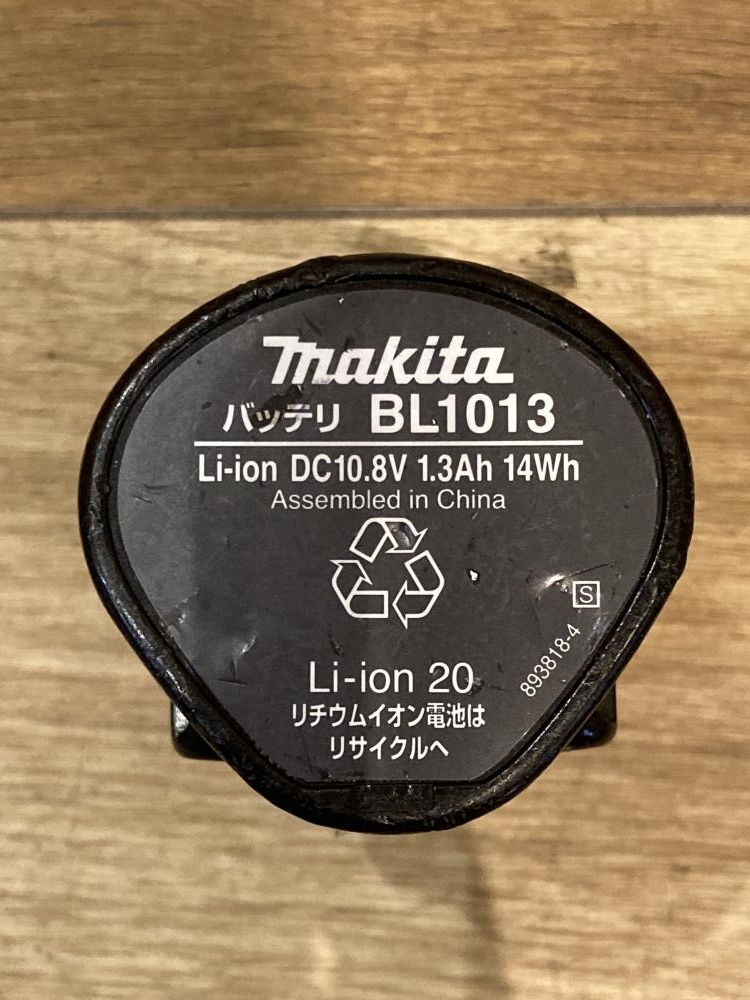 makita
バッテリ BL1013
Li-ion DC10.8V 1.3Ah 14Wh
Assembled in China
S
893818-4
Li-ion 20
リチウムイオン電池は
リサイクルへ